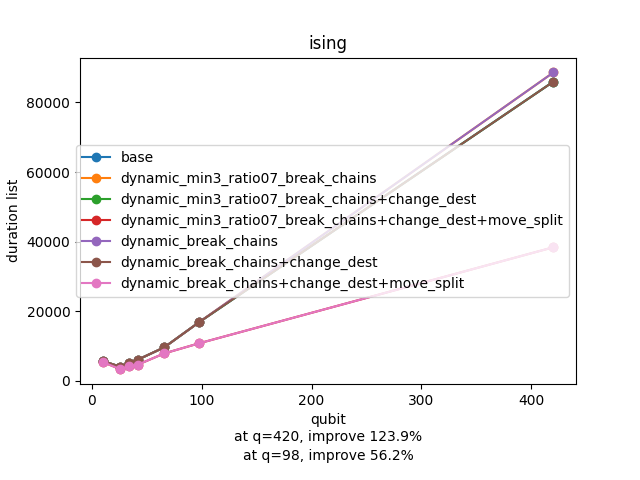 ising
duration list
80000
60000
40000
20000
0
base
dynamic_min3_ratio07_break_chains
dynamic_min3_ratio07_break_chains+change_dest
dynamic_min3_ratio07_break_chains+change_dest+move_split
dynamic_break_chains
dynamic_break_chains+change_dest
dynamic_break_chains+change_dest+move_split
0 100 200 300 400
qubit
at q=420, improve 123.9%
at q=98, improve 56.2%